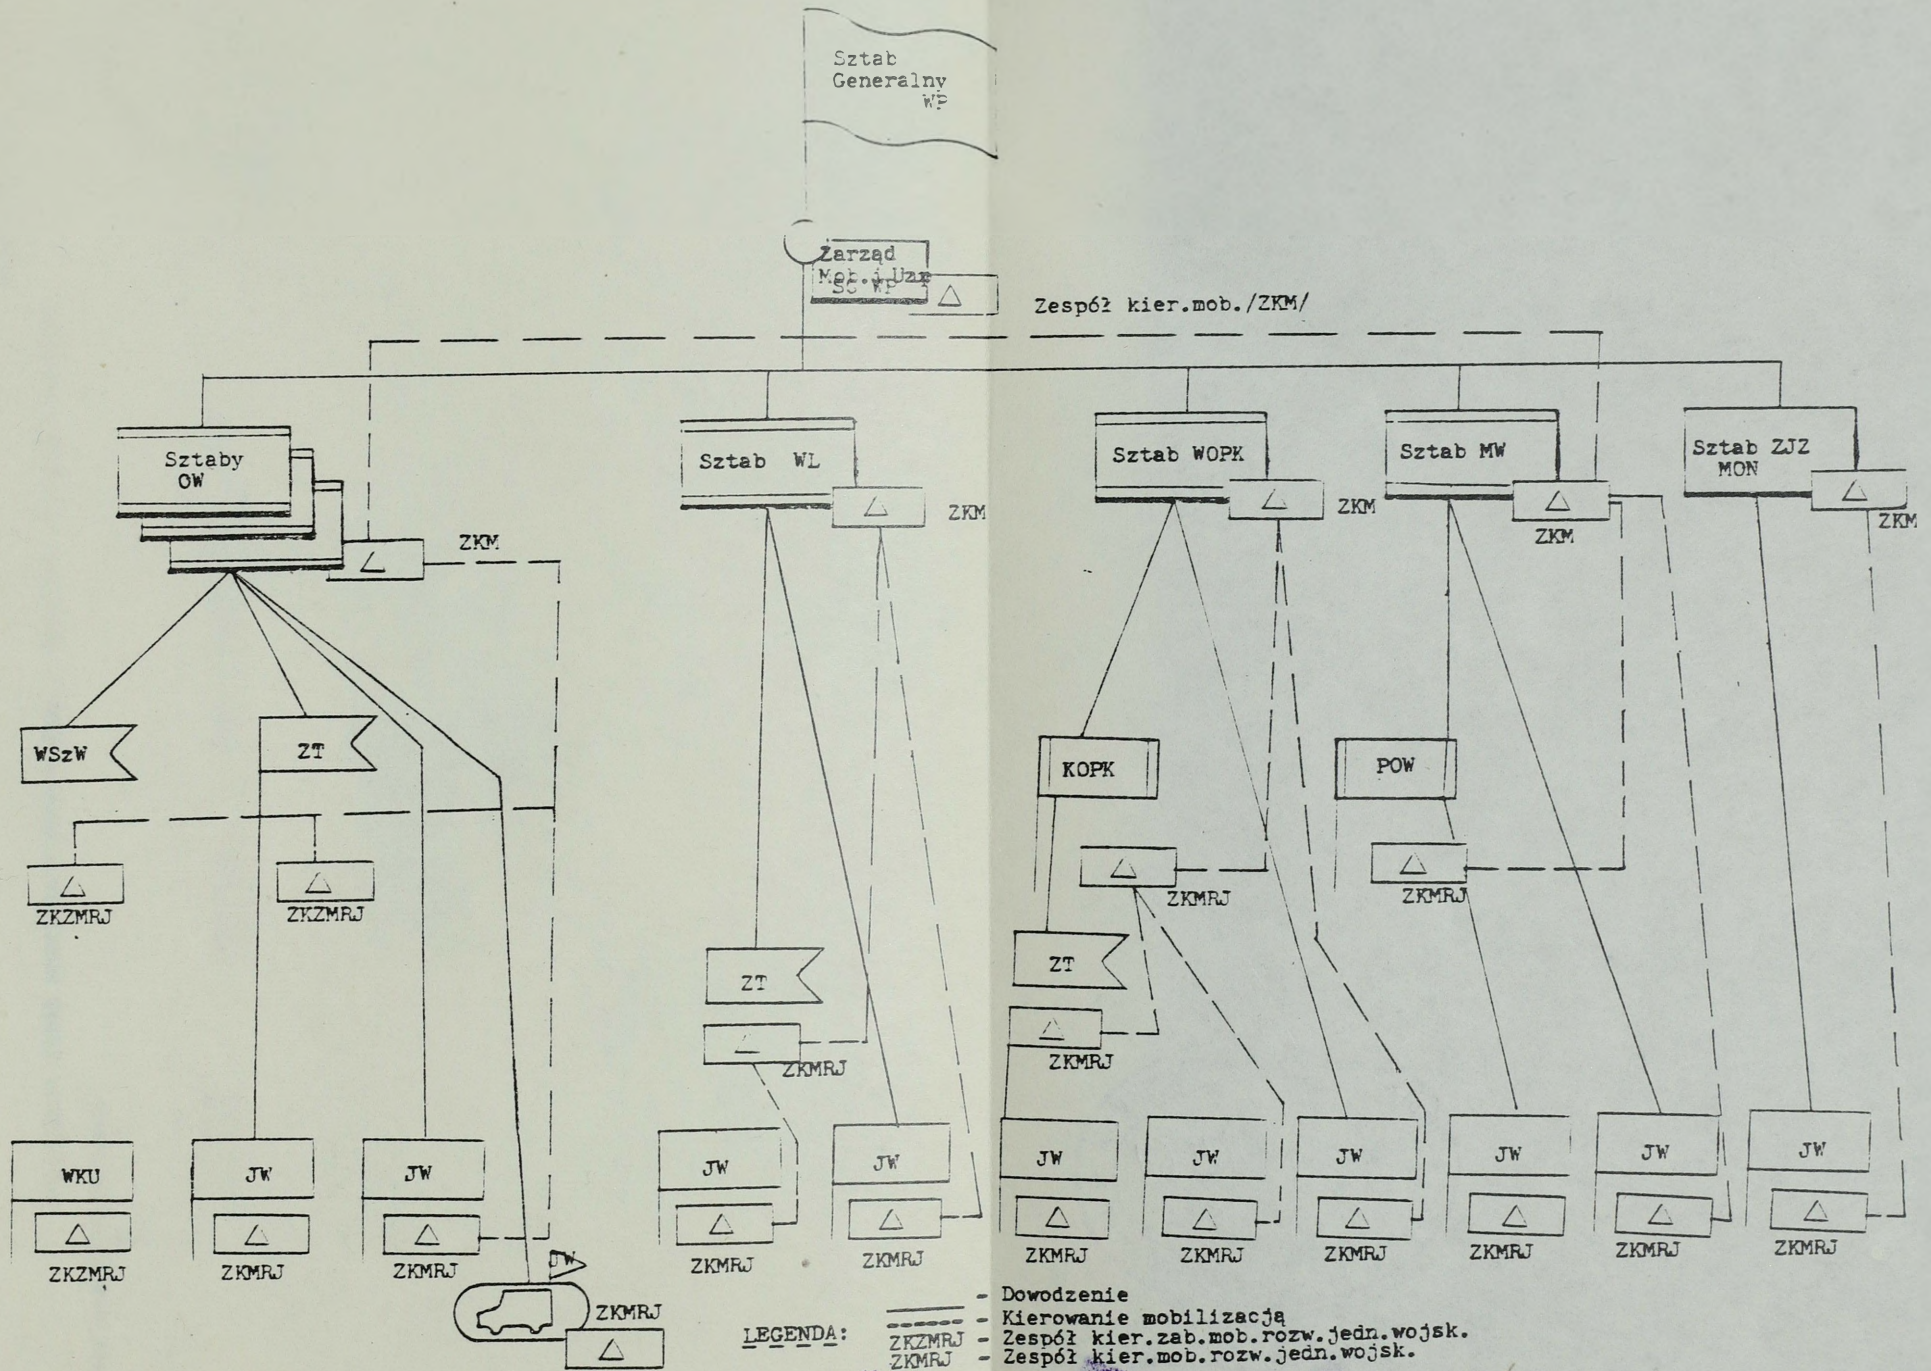 Sztab
Generalny
WP
Zarząd
Mob.i Uzup
SG WP
Zespół kier.mob./ZKM/
Sztaby
OW
ZKM
Sztab WL
ZKM
Sztab WOPK
ZKM
Sztab MW
ZKM
Sztab ZJZ
MON
ZKM
WSzW
ZT
KOPK
POW
ZKZMRJ
ZKZMRJ
ZKMRJ
ZKMRJ
ZT
ZT
ZKMRJ
ZKMRJ
WKU
JW
JW
JW
JW
JW
JW
JW
JW
JW
JW
ZKZMRJ
ZKMRJ
ZKMRJ
ZKMRJ
ZKMRJ
ZKMRJ
ZKMRJ
ZKMRJ
ZKMRJ
ZKMRJ
ZKMRJ
JW
ZKMRJ
LEGENDA:
- Dowodzenie
- Kierowanie mobilizacją
ZKZMRJ - Zespół kier.zab.mob.rozw.jedn.wojsk.
ZKMRJ - Zespół kier.mob.rozw.jedn.wojsk.